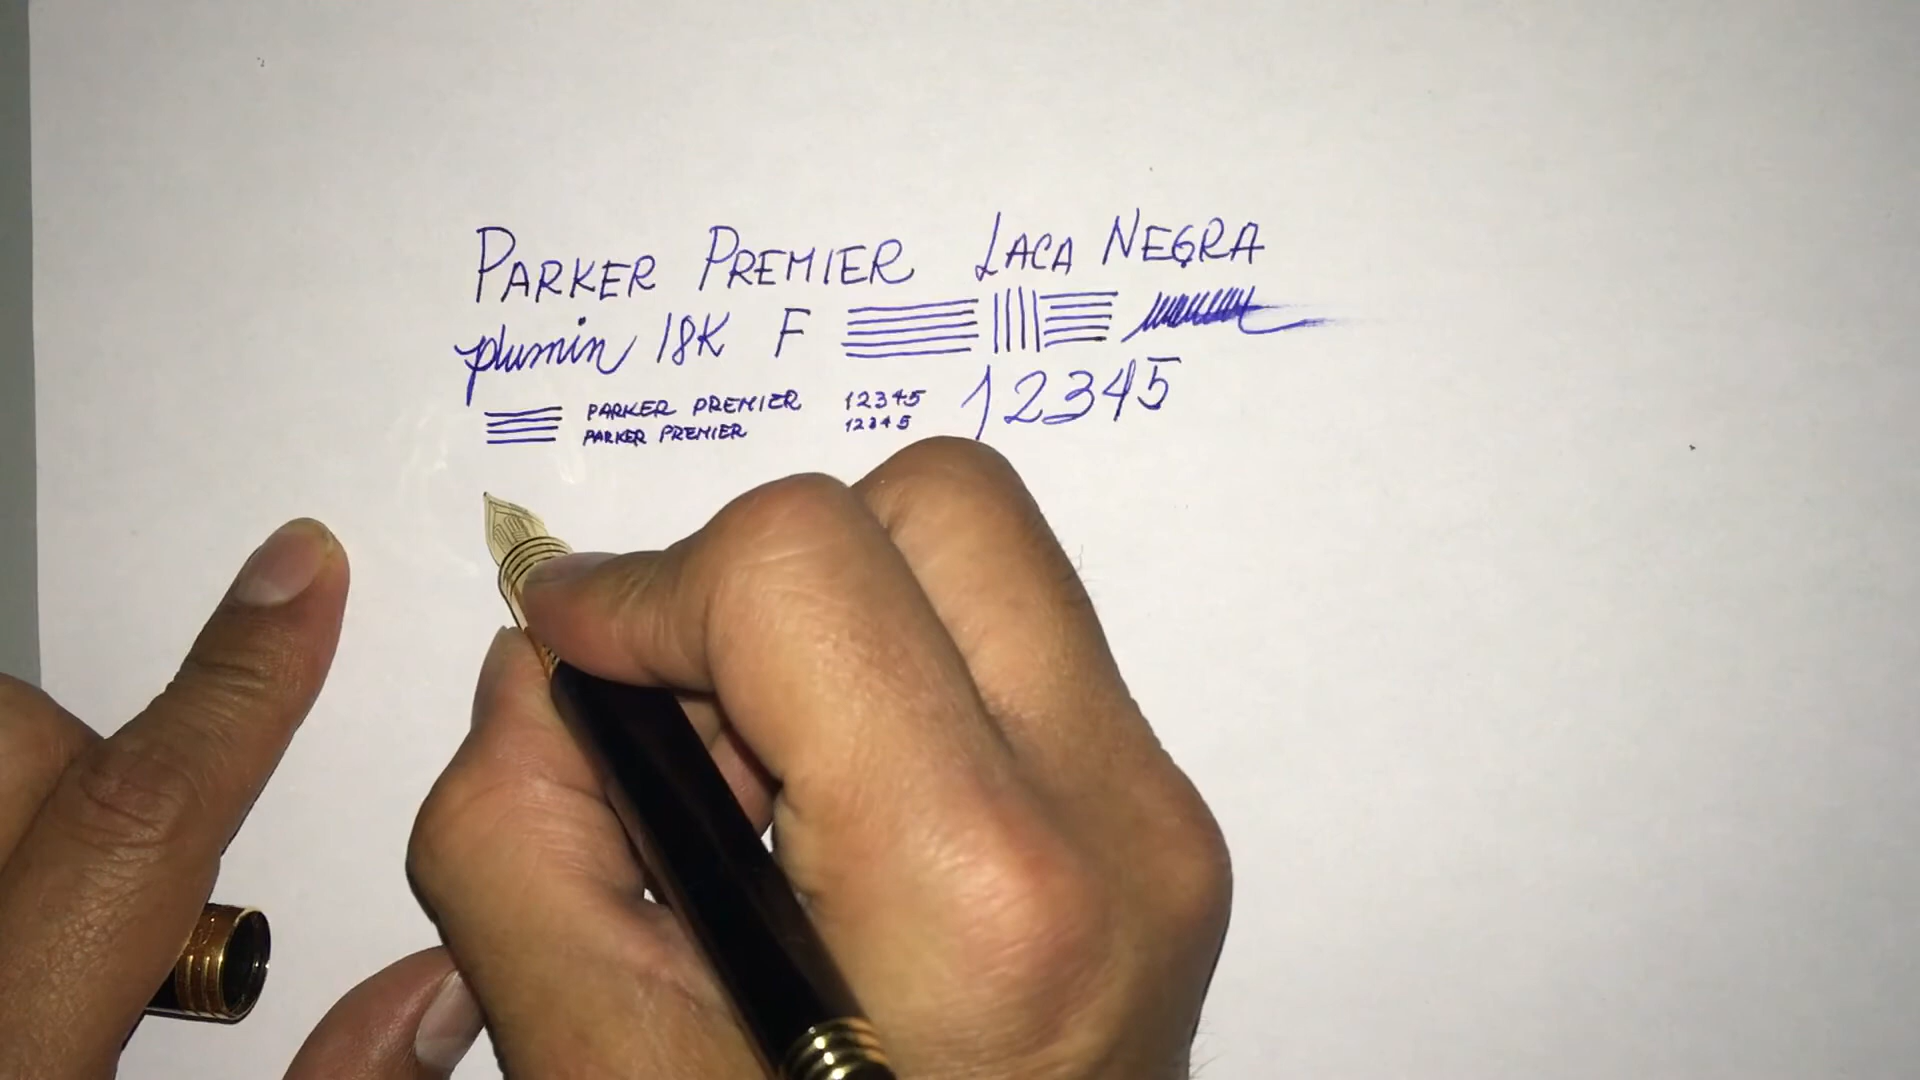 PARKER PREMIER LACA NEGRA
plumin 18K F
PARKER PREMIER 12345 12345
PARKER PREMIER 12345